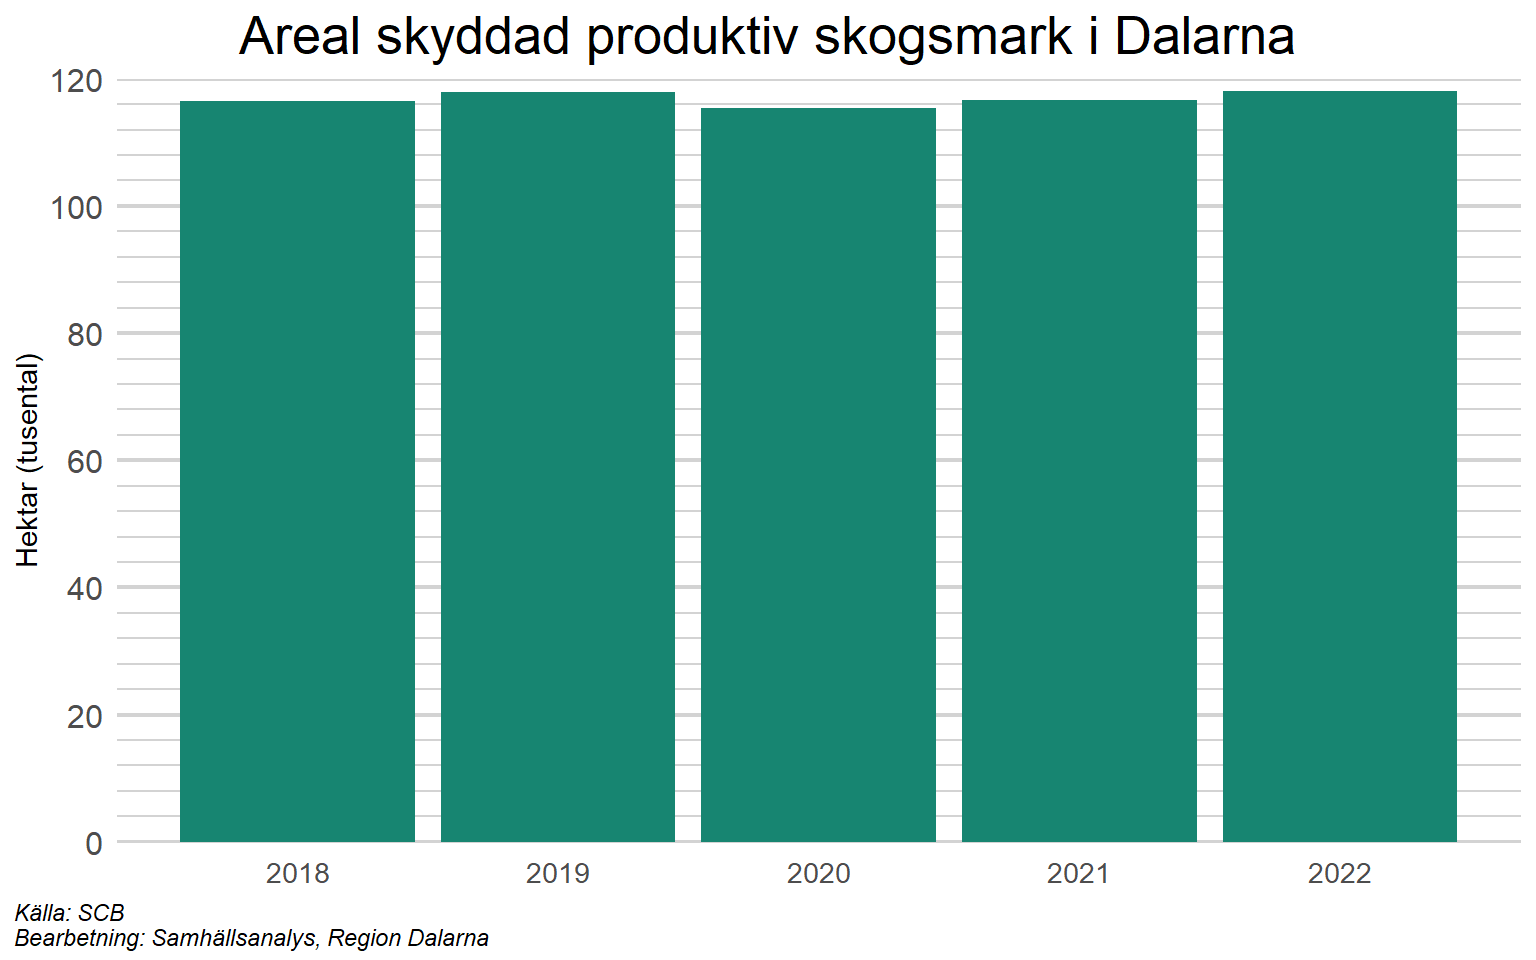 Areal skyddad produktiv skogsmark i Dalarna
Hektar (tusental)
120
100
80
60
40
20
0
2018 2019 2020 2021 2022
Källa: SCB
Bearbetning: Samhällsanalys, Region Dalarna